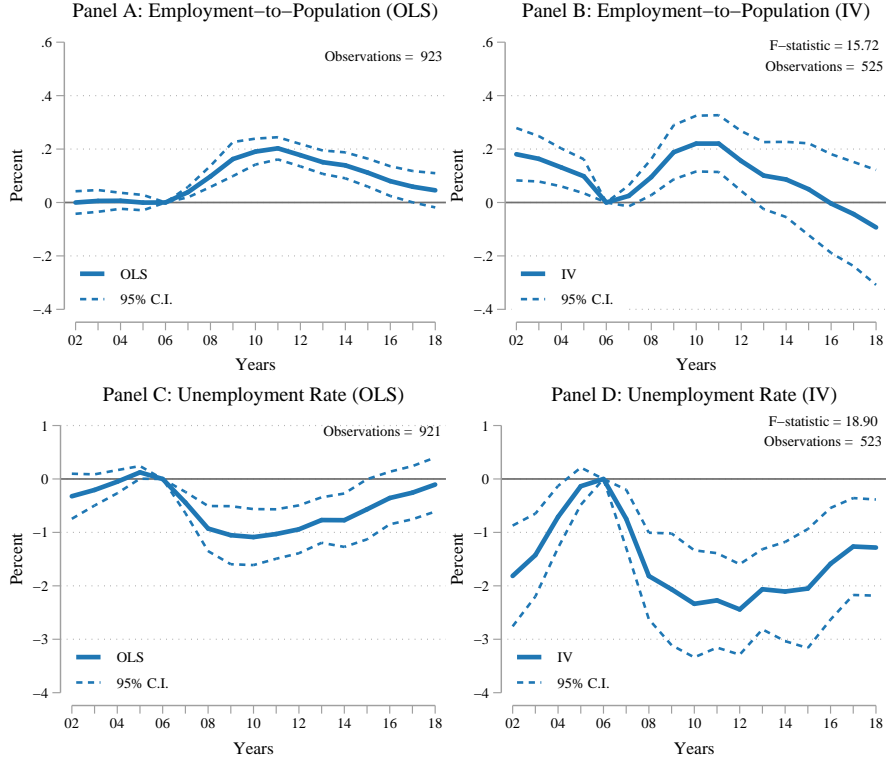 Panel A: Employment−to−Population (OLS)
Observations = 923
Percent
.6
.4
.2
0
−.2
−.4
OLS
95% C.I.
02 04 06 08 10 12 14 16 18
Years
Panel B: Employment−to−Population (IV)
F−statistic = 15.72
Observations = 525
Percent
.6
.4
.2
0
−.2
−.4
IV
95% C.I.
02 04 06 08 10 12 14 16 18
Years
Panel C: Unemployment Rate (OLS)
Observations = 921
Percent
1
0
−1
−2
−3
−4
OLS
95% C.I.
02 04 06 08 10 12 14 16 18
Years
Panel D: Unemployment Rate (IV)
F−statistic = 18.90
Observations = 523
Percent
1
0
−1
−2
−3
−4
IV
95% C.I.
02 04 06 08 10 12 14 16 18
Years